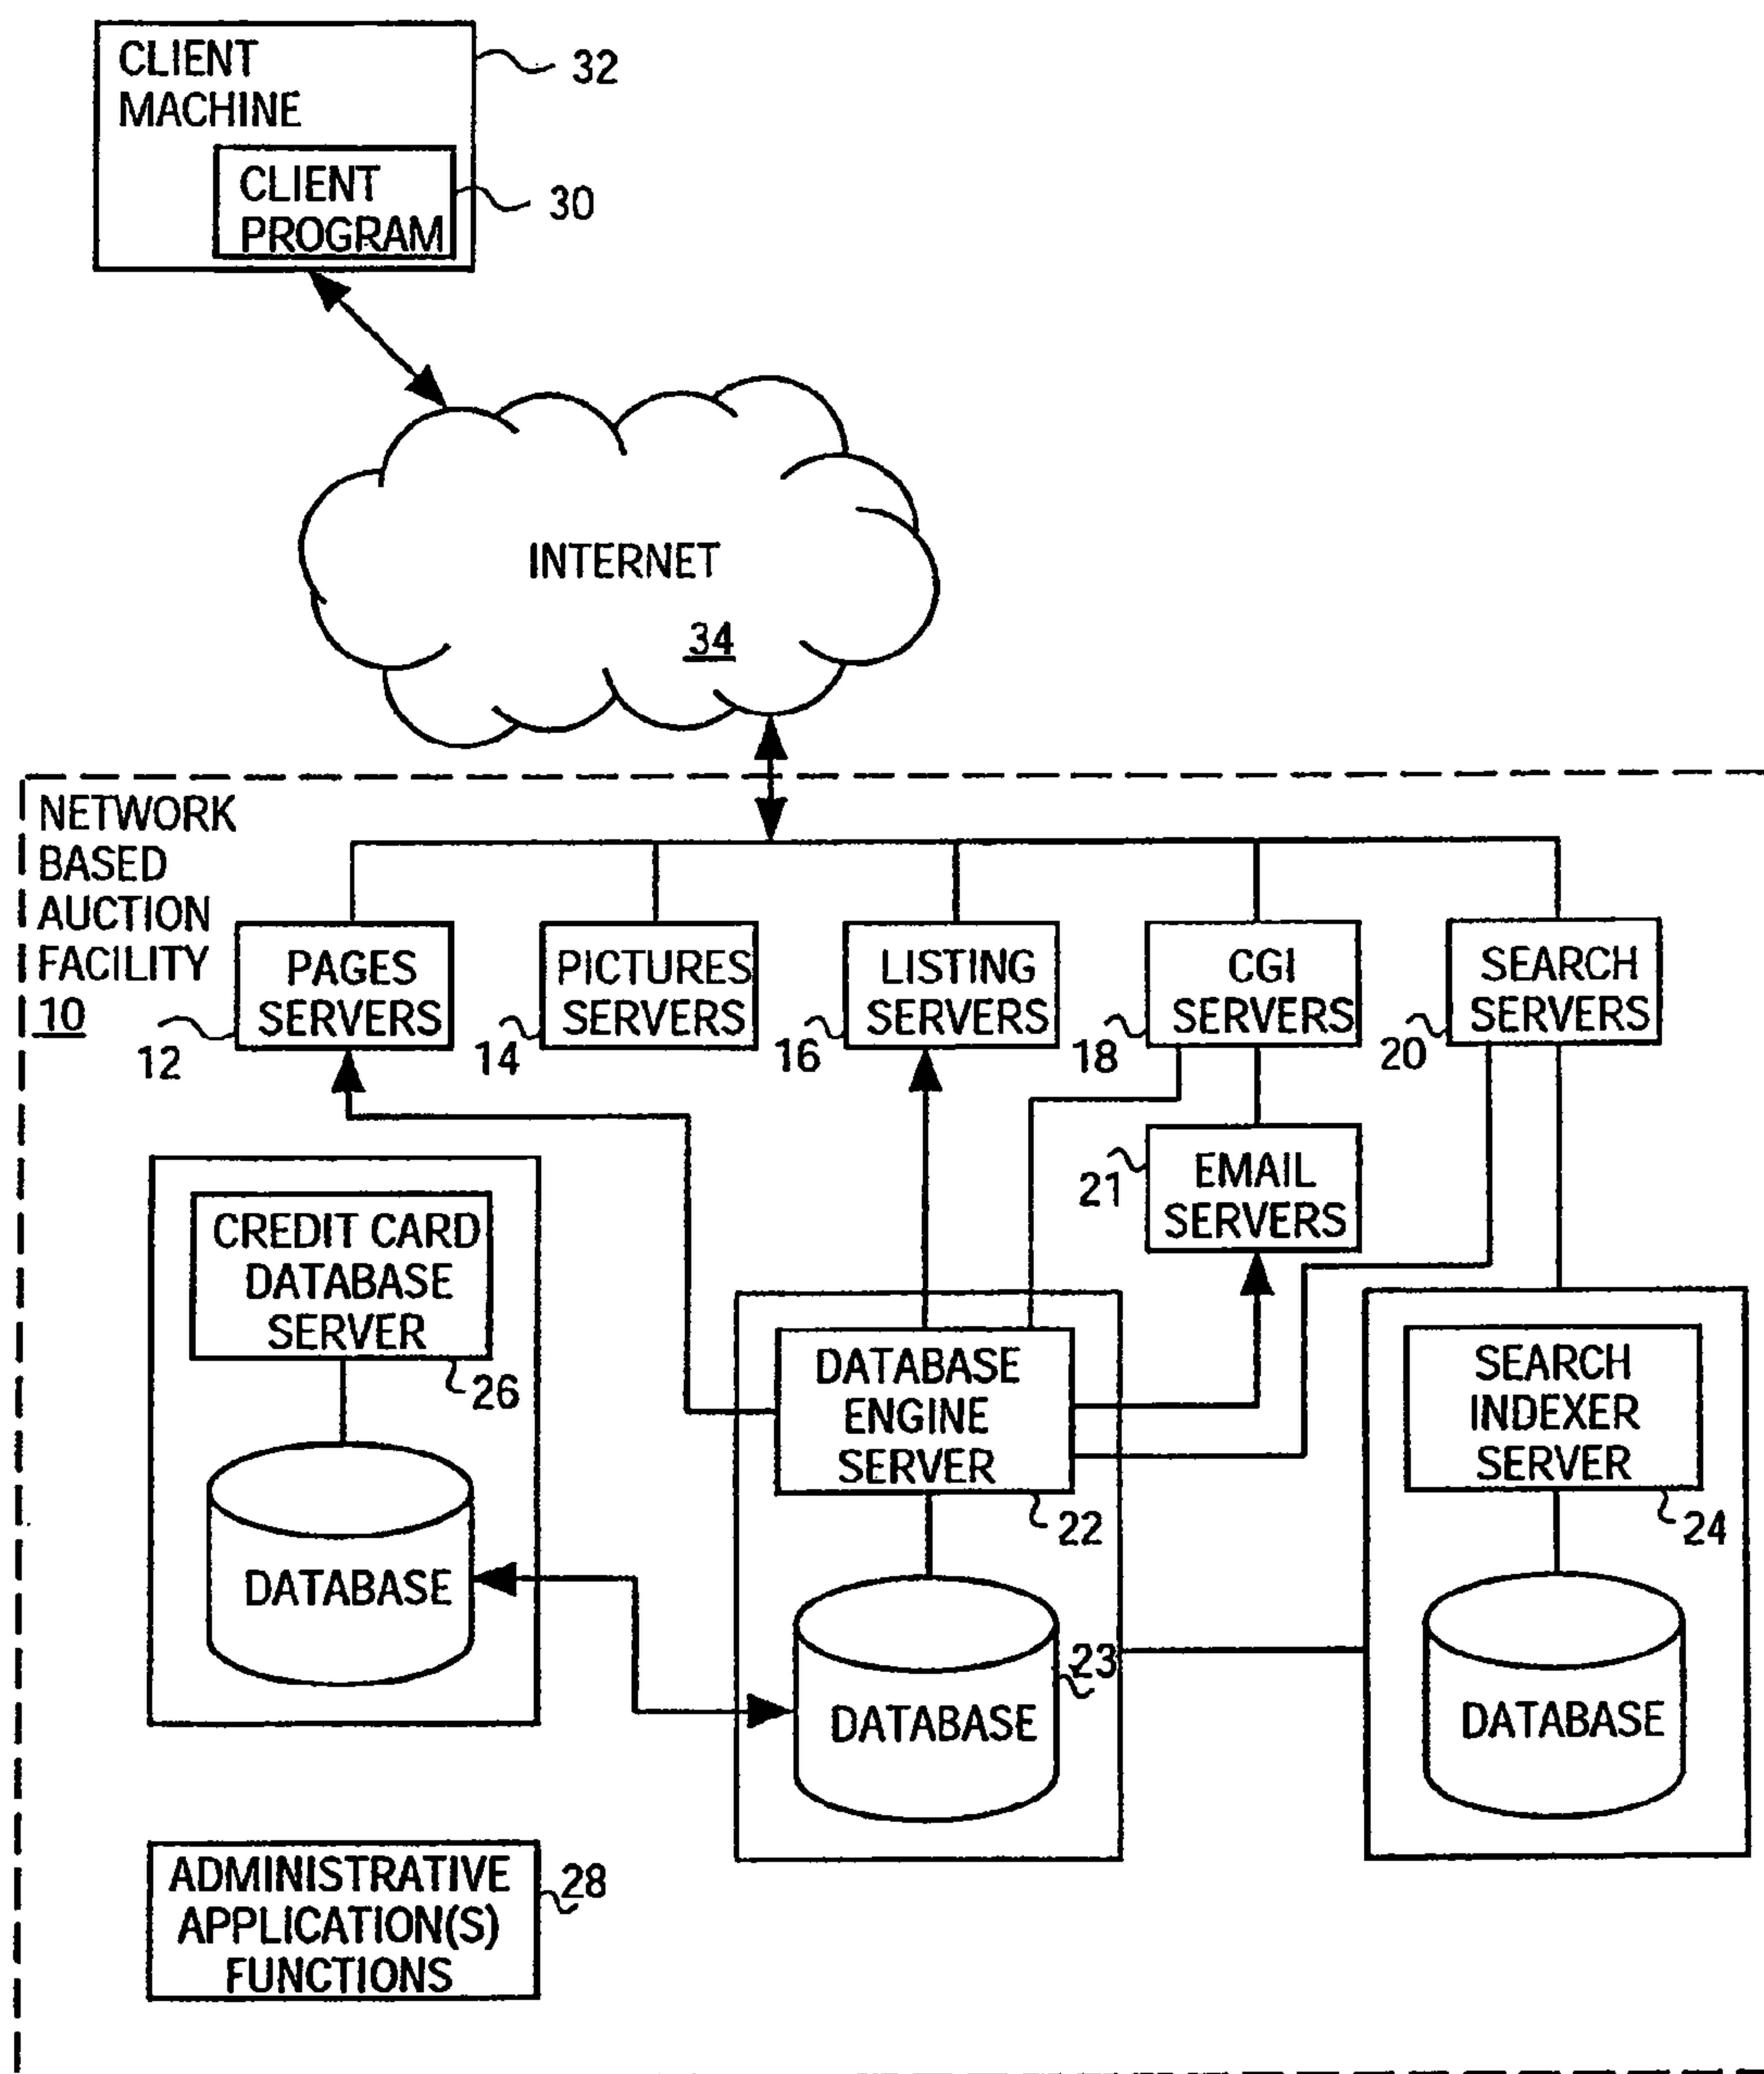 CLIENT
MACHINE
32
CLIENT
PROGRAM
30
INTERNET
34
NETWORK
BASED
AUCTION
FACILITY
10
PAGES
SERVERS
12
PICTURES
SERVERS
14
LISTING
SERVERS
16
CGI
SERVERS
18
SEARCH
SERVERS
20
EMAIL
SERVERS
21
CREDIT CARD
DATABASE
SERVER
26
DATABASE
DATABASE
ENGINE
SERVER
22
DATABASE
23
SEARCH
INDEXER
SERVER
24
DATABASE
ADMINISTRATIVE
APPLICATION(S)
FUNCTIONS
28